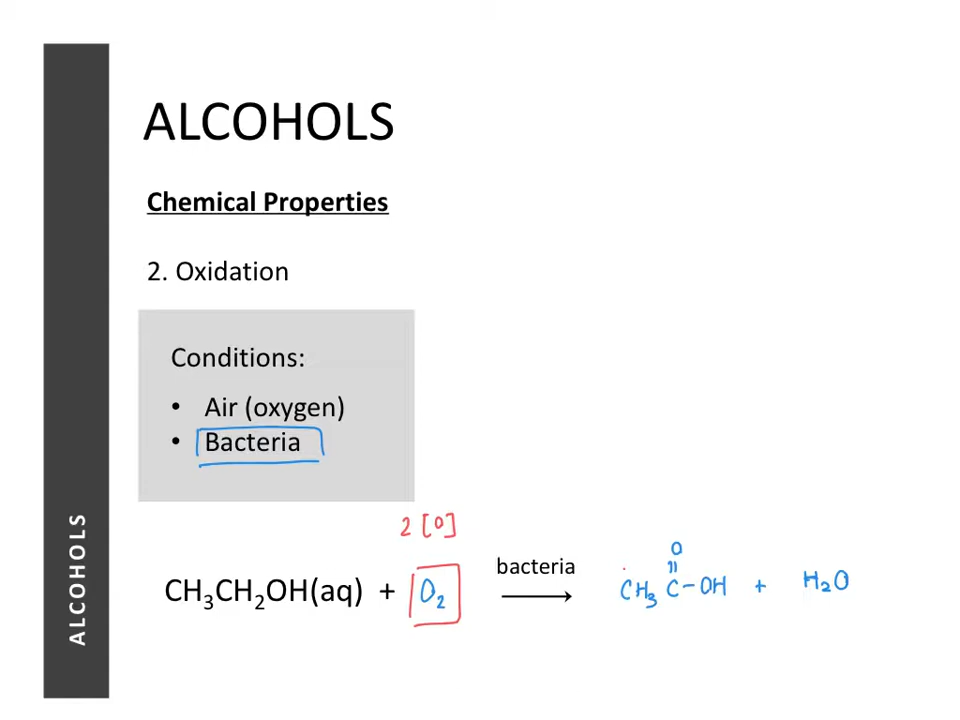 ALCOHOLS
Chemical Properties
2. Oxidation
Conditions:
• Air (oxygen)
• Bacteria
2 [O]
CH₃CH₂OH(aq) + O₂ bacteria ⟶ CH₃ C(=O)–OH + H₂O
ALCOHOLS